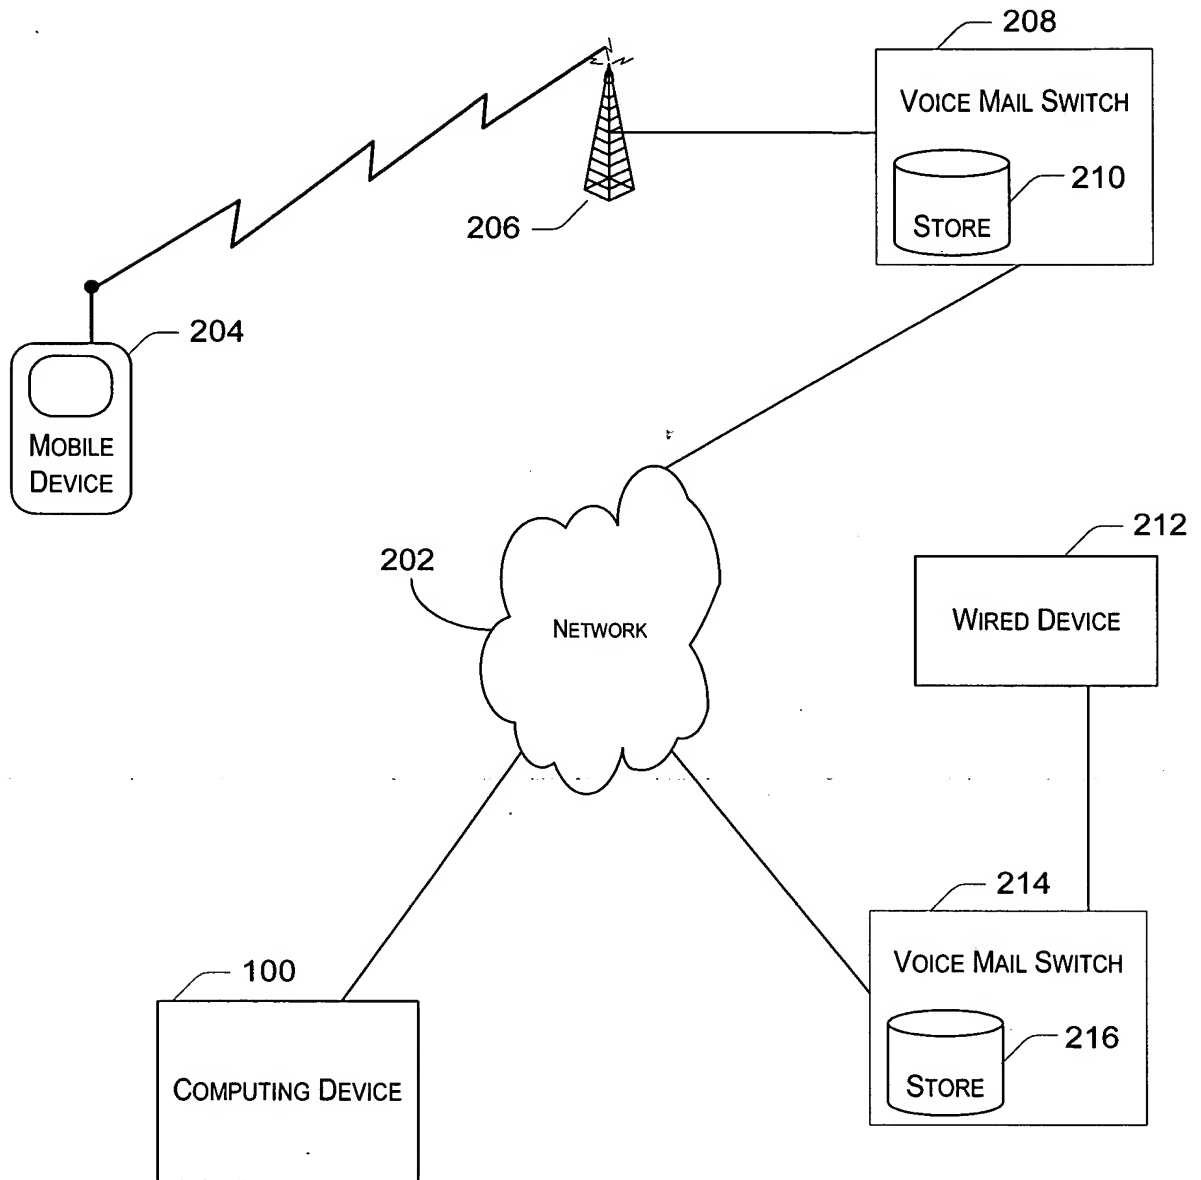 208
VOICE MAIL SWITCH
210
STORE
206
204
MOBILE
DEVICE
212
202
NETWORK
WIRED DEVICE
214
100
VOICE MAIL SWITCH
216
COMPUTING DEVICE
STORE